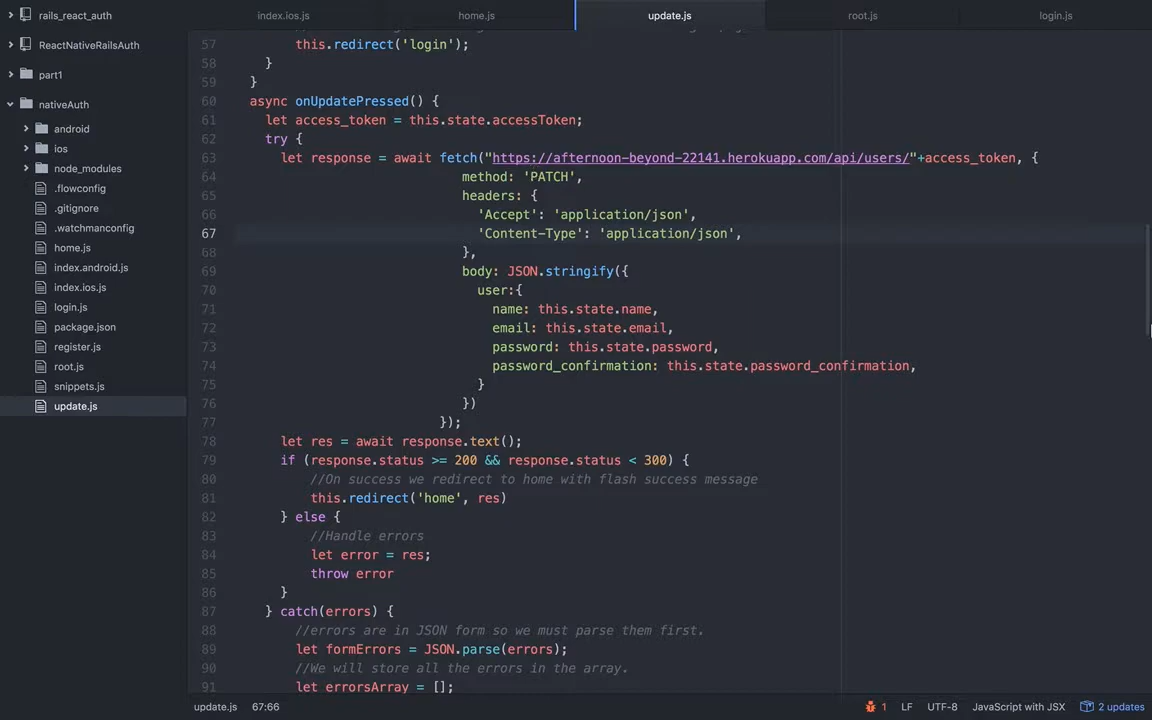 rails_react_auth
ReactNativeRailsAuth
part1
nativeAuth
android
ios
node_modules
.flowconfig
.gitignore
.watchmanconfig
home.js
index.android.js
index.ios.js
login.js
package.json
register.js
root.js
snippets.js
update.js
index.ios.js home.js update.js root.js login.js
57 this.redirect('login');
58 }
59 }
60 async onUpdatePressed() {
61 let access_token = this.state.accessToken;
62 try {
63 let response = await fetch("https://afternoon-beyond-22141.herokuapp.com/api/users/"+access_token, {
64 method: 'PATCH',
65 headers: {
66 'Accept': 'application/json',
67 'Content-Type': 'application/json',
68 },
69 body: JSON.stringify({
70 user:{
71 name: this.state.name,
72 email: this.state.email,
73 password: this.state.password,
74 password_confirmation: this.state.password_confirmation,
75 }
76 })
77 });
78 let res = await response.text();
79 if (response.status >= 200 && response.status < 300) {
80 //On success we redirect to home with flash success message
81 this.redirect('home', res)
82 } else {
83 //Handle errors
84 let error = res;
85 throw error
86 }
87 } catch(errors) {
88 //errors are in JSON form so we must parse them first.
89 let formErrors = JSON.parse(errors);
90 //We will store all the errors in the array.
91 let errorsArray = [];
update.js 67:66 1 LF UTF-8 JavaScript with JSX 2 updates